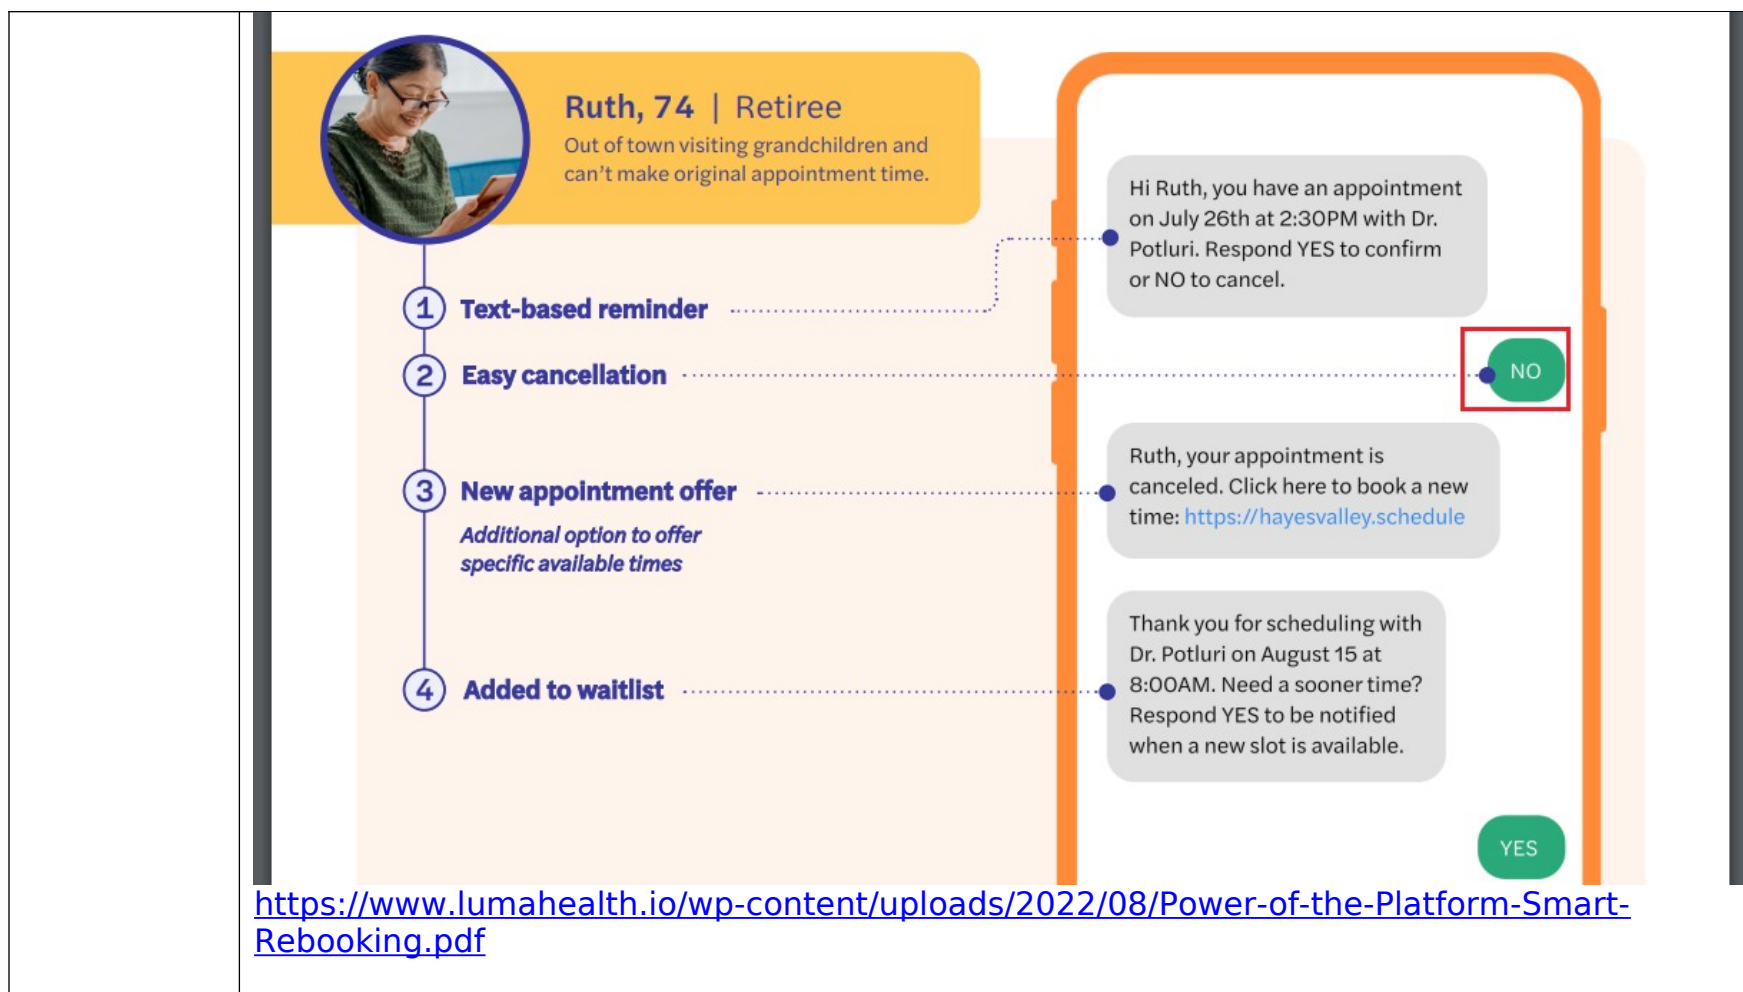 Ruth, 74 | Retiree
Out of town visiting grandchildren and
can't make original appointment time.
Hi Ruth, you have an appointment
on July 26th at 2:30PM with Dr.
Potluri. Respond YES to confirm
or NO to cancel.
1 Text-based reminder
2 Easy cancellation
NO
Ruth, your appointment is
canceled. Click here to book a new
time: https://hayesvalley.schedule
3 New appointment offer
Additional option to offer
specific available times
Thank you for scheduling with
Dr. Potluri on August 15 at
8:00AM. Need a sooner time?
Respond YES to be notified
when a new slot is available.
4 Added to waitlist
YES
https://www.lumahealth.io/wp-content/uploads/2022/08/Power-of-the-Platform-Smart-
Rebooking.pdf